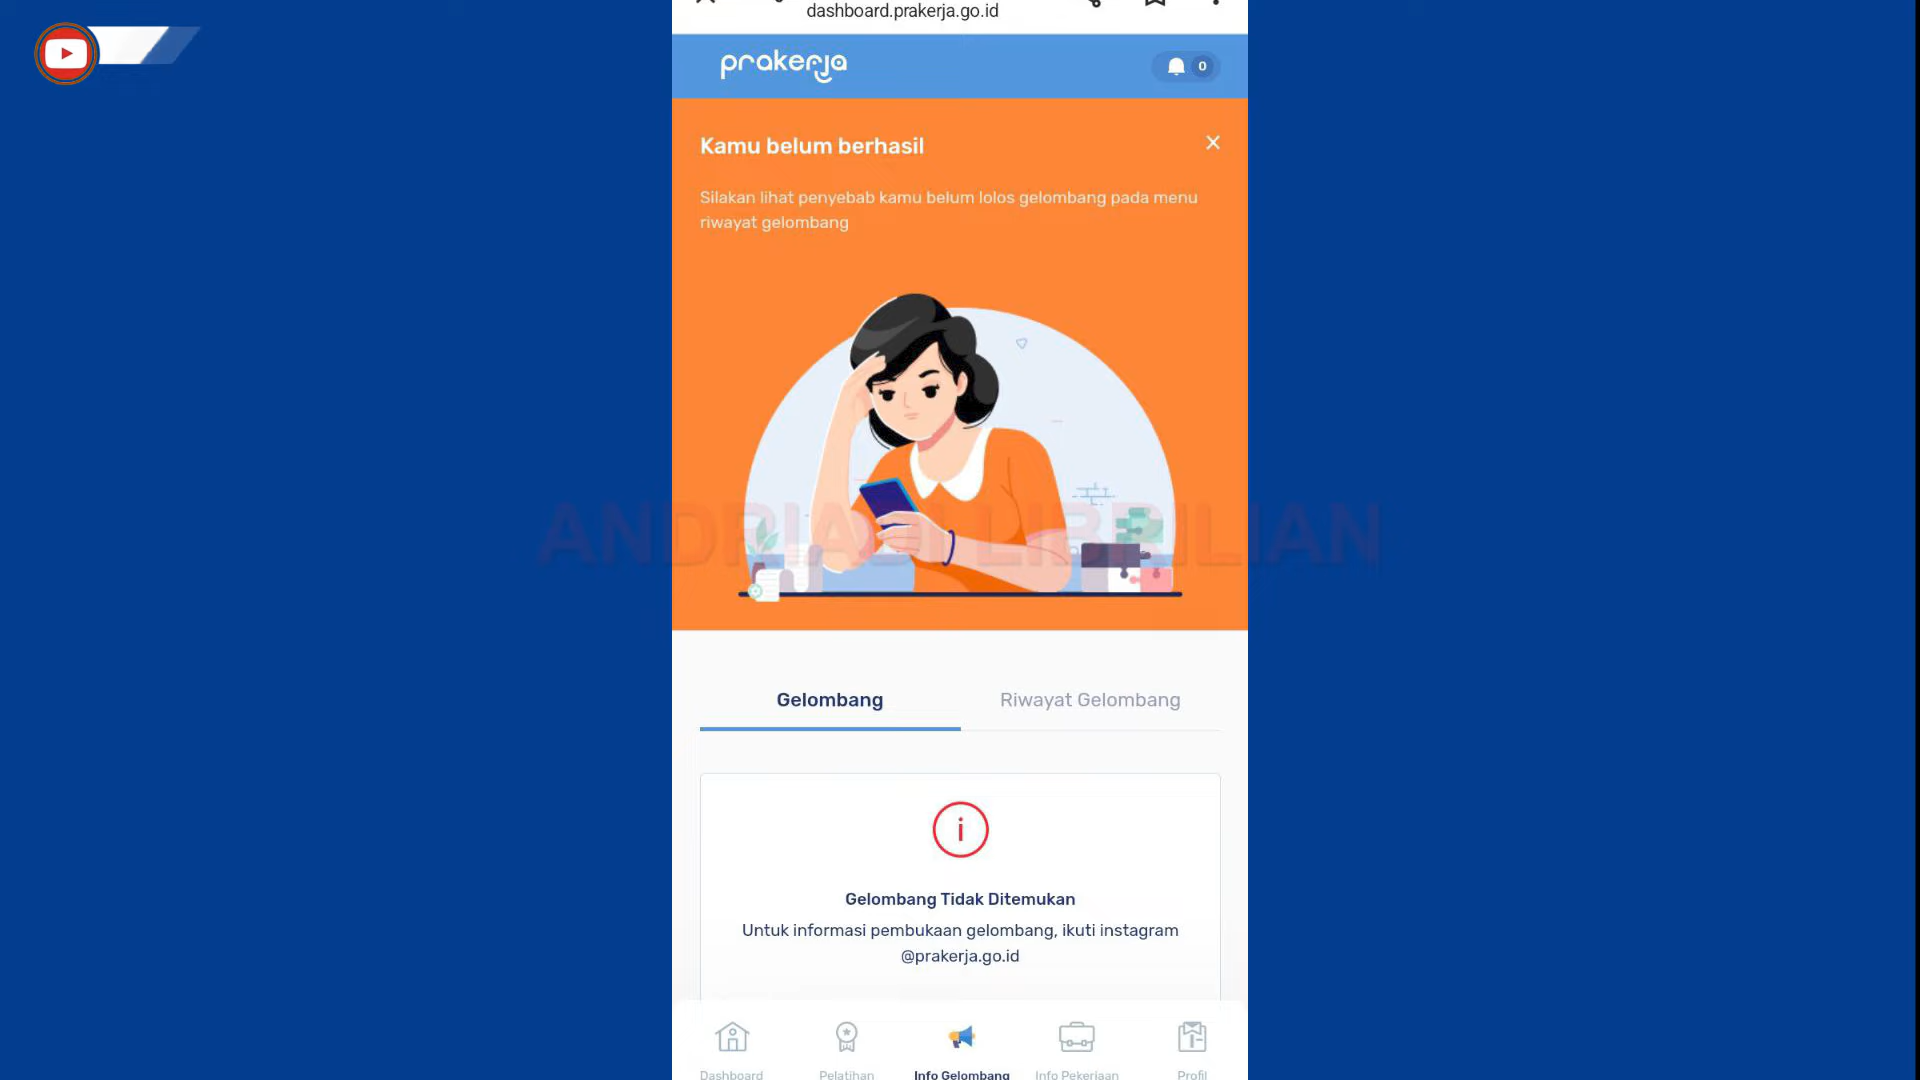 dashboard.prakerja.go.id
prakerja
0
Kamu belum berhasil
Silakan lihat penyebab kamu belum lolos gelombang pada menu
riwayat gelombang
Gelombang
Riwayat Gelombang
Gelombang Tidak Ditemukan
Untuk informasi pembukaan gelombang, ikuti instagram
@prakerja.go.id
Dashboard
Pelatihan
Info Gelombang
Info Pekerjaan
Profil